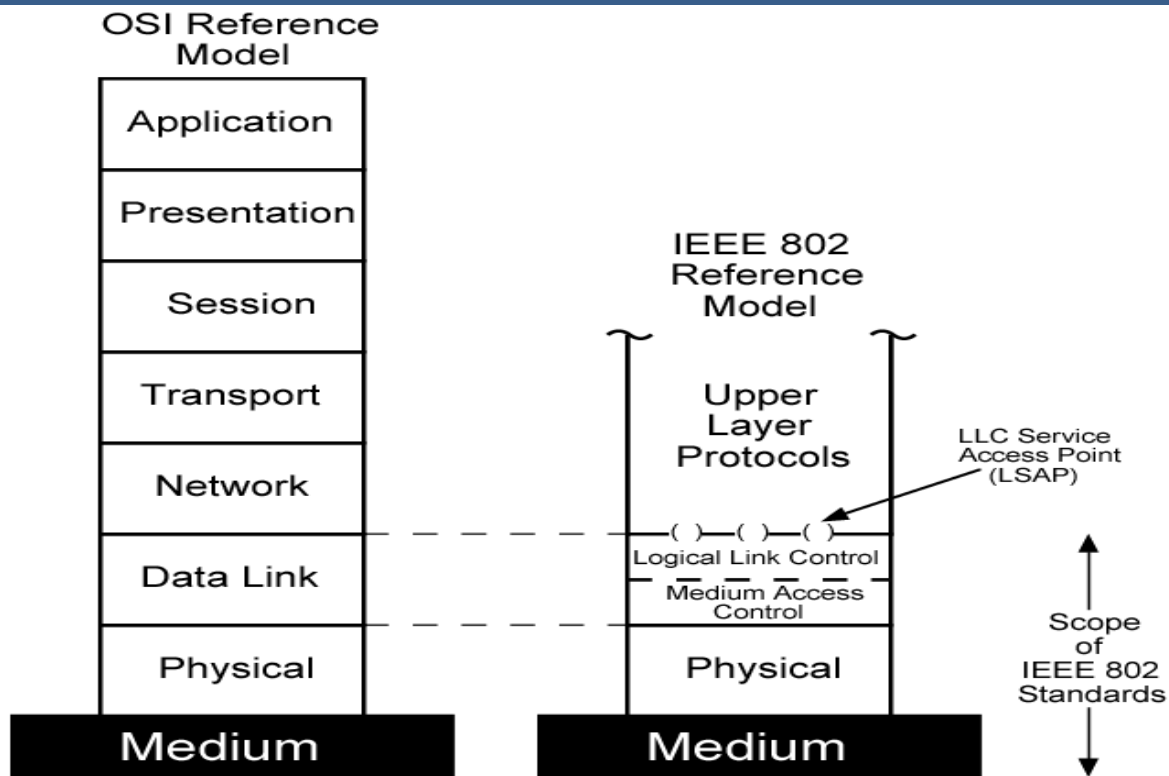 OSI Reference
Model
Application
Presentation
Session
Transport
Network
Data Link
Physical
Medium
IEEE 802
Reference
Model
Upper
Layer
Protocols
LLC Service
Access Point
(LSAP)
( ) ( ) ( )
Logical Link Control
Medium Access
Control
Physical
Medium
Scope
of
IEEE 802
Standards